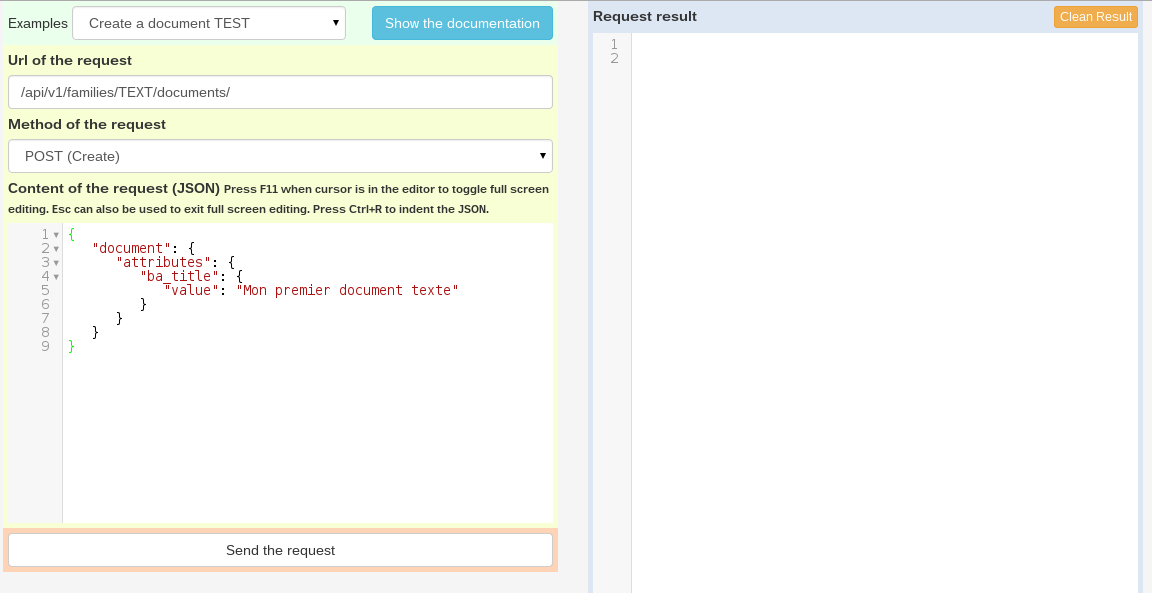 Examples Create a document TEST Show the documentation
Url of the request
/api/v1/families/TEXT/documents/
Method of the request
POST (Create)
Content of the request (JSON) Press F11 when cursor is in the editor to toggle full screen
editing. Esc can also be used to exit full screen editing. Press Ctrl+R to indent the JSON.
1 {
2 "document": {
3 "attributes": {
4 "ba_title": {
5 "value": "Mon premier document texte"
6 }
7 }
8 }
9 }
Send the request
Request result Clean Result
1
2